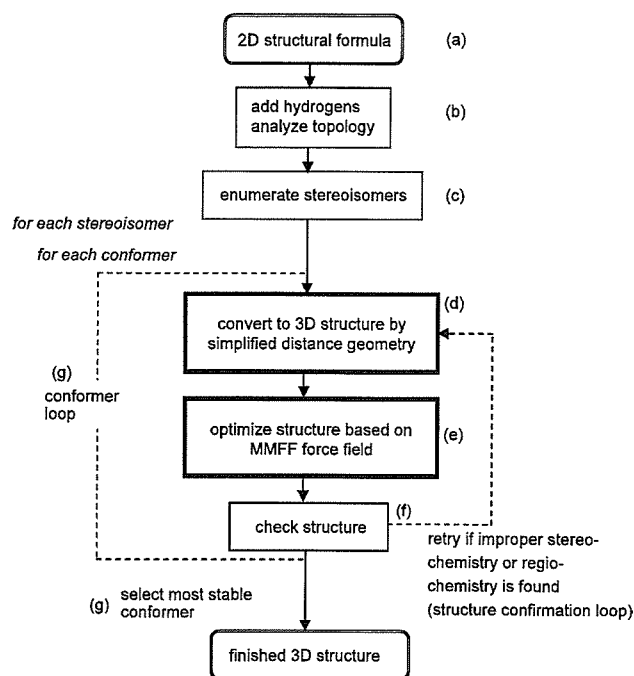 2D structural formula
(a)
add hydrogens
analyze topology
(b)
enumerate stereoisomers
(c)
for each stereoisomer
for each conformer
convert to 3D structure by
simplified distance geometry
(d)
(g)
conformer
loop
optimize structure based on
MMFF force field
(e)
check structure
(f)
retry if improper stereo-
chemistry or regio-
chemistry is found
(structure confirmation loop)
(g) select most stable
conformer
finished 3D structure